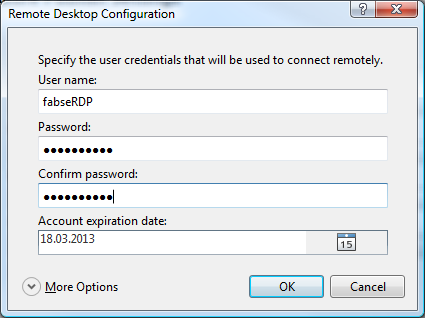 Remote Desktop Configuration
?
Specify the user credentials that will be used to connect remotely.
User name:
fabseRDP
Password:
●●●●●●●●●●
Confirm password:
●●●●●●●●●●
Account expiration date:
18.03.2013
15
More Options
OK
Cancel